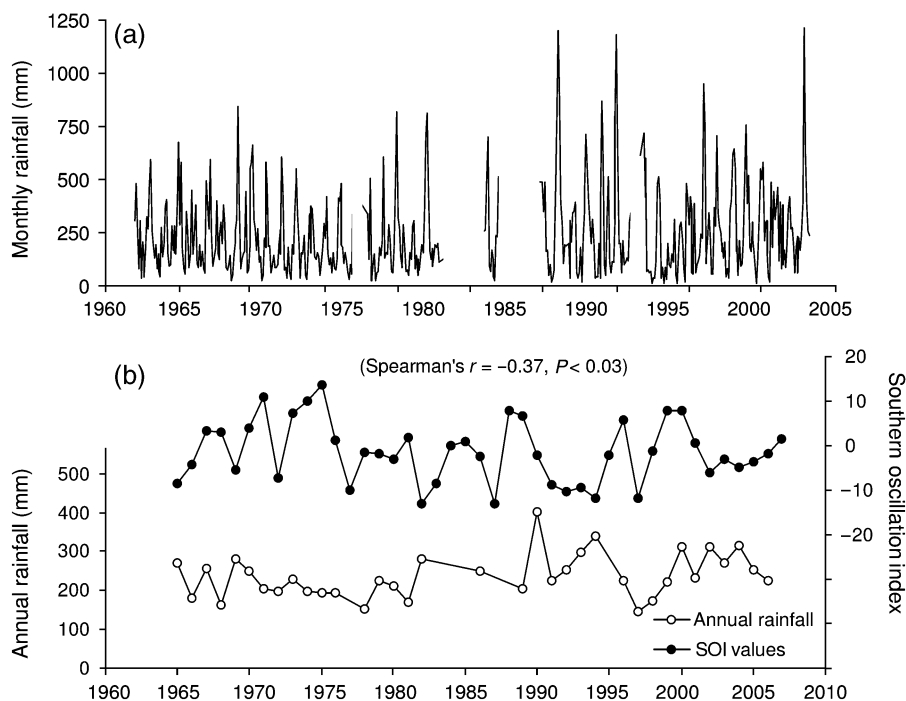 (a)
Monthly rainfall (mm)
1250
1000
750
500
250
0
1960 1965 1970 1975 1980 1985 1990 1995 2000 2005
(b)
(Spearman's r = −0.37, P < 0.03)
Annual rainfall (mm)
500
400
300
200
100
0
20
10
0
−10
−20
Southern oscillation index
Annual rainfall
SOI values
1960 1965 1970 1975 1980 1985 1990 1995 2000 2005 2010